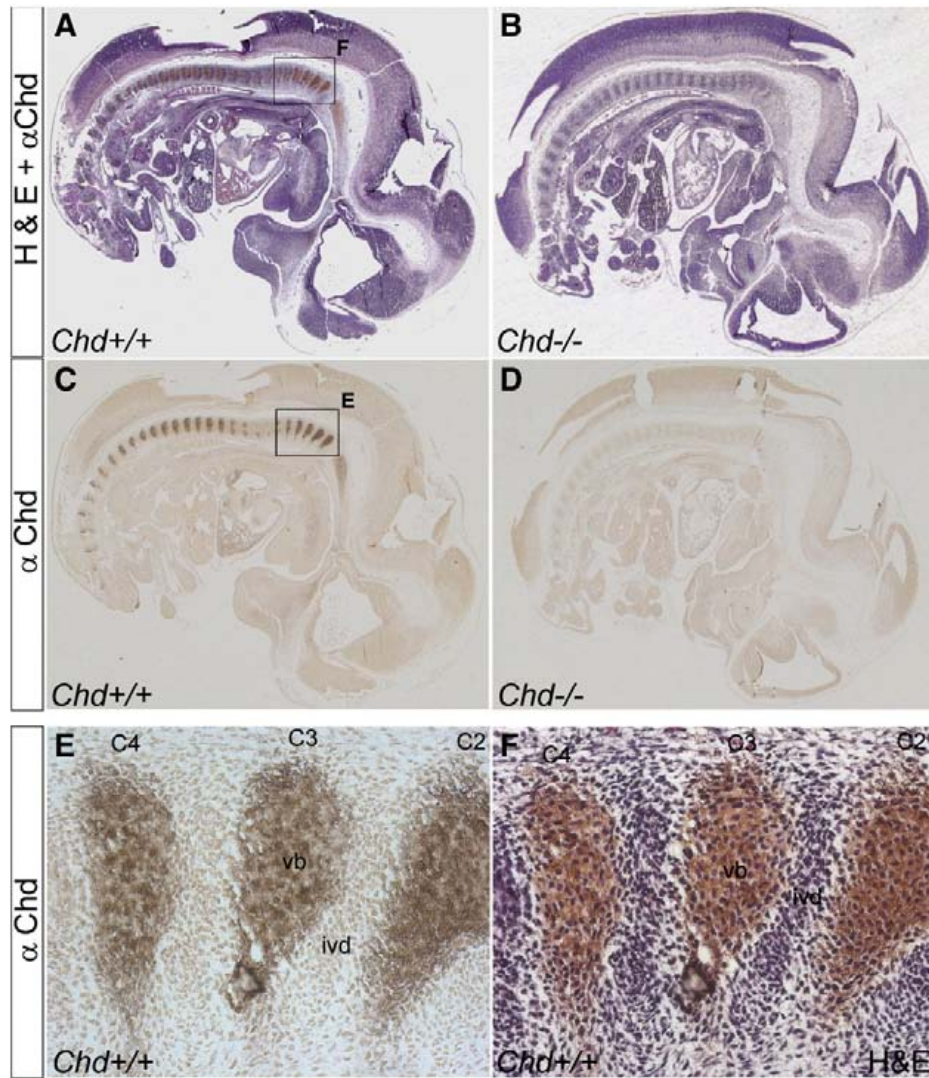 H & E + αChd
A
F
Chd+/+
B
Chd-/-
α Chd
C
E
Chd+/+
D
Chd-/-
α Chd
E
C4
C3
C2
vb
ivd
Chd+/+
F
C4
C3
C2
vb
ivd
Chd+/+
H&E